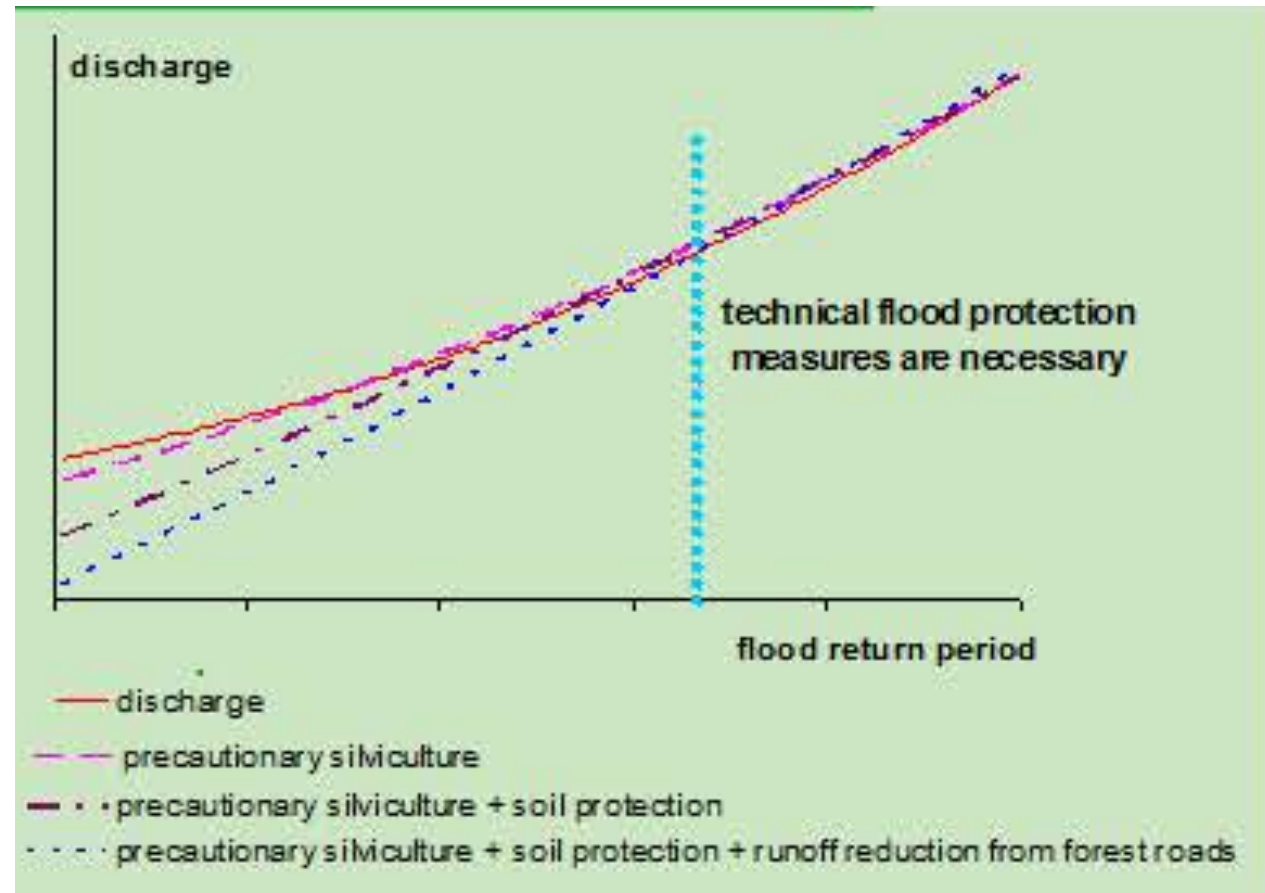 discharge
technical flood protection
measures are necessary
flood return period
discharge
precautionary silviculture
precautionary silviculture + soil protection
precautionary silviculture + soil protection + runoff reduction from forest roads